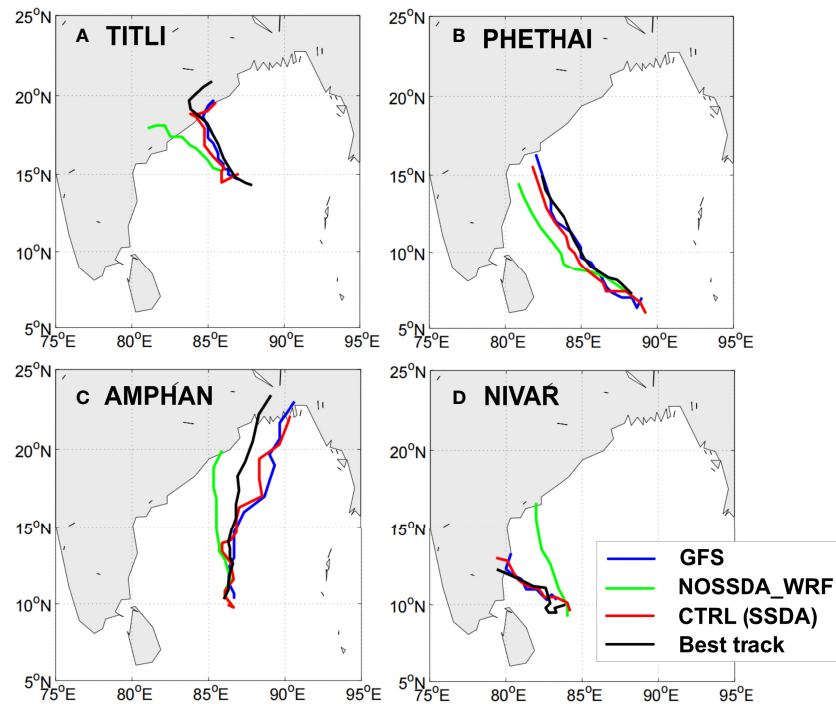 A TITLI
25°N
20°N
15°N
10°N
5°N
75°E 80°E 85°E 90°E 95°E
B PHETHAI
25°N
20°N
15°N
10°N
5°N
75°E 80°E 85°E 90°E 95°E
C AMPHAN
25°N
20°N
15°N
10°N
5°N
75°E 80°E 85°E 90°E 95°E
D NIVAR
25°N
20°N
15°N
10°N
5°N
75°E 80°E 85°E 90°E 95°E
GFS
NOSSDA_WRF
CTRL (SSDA)
Best track